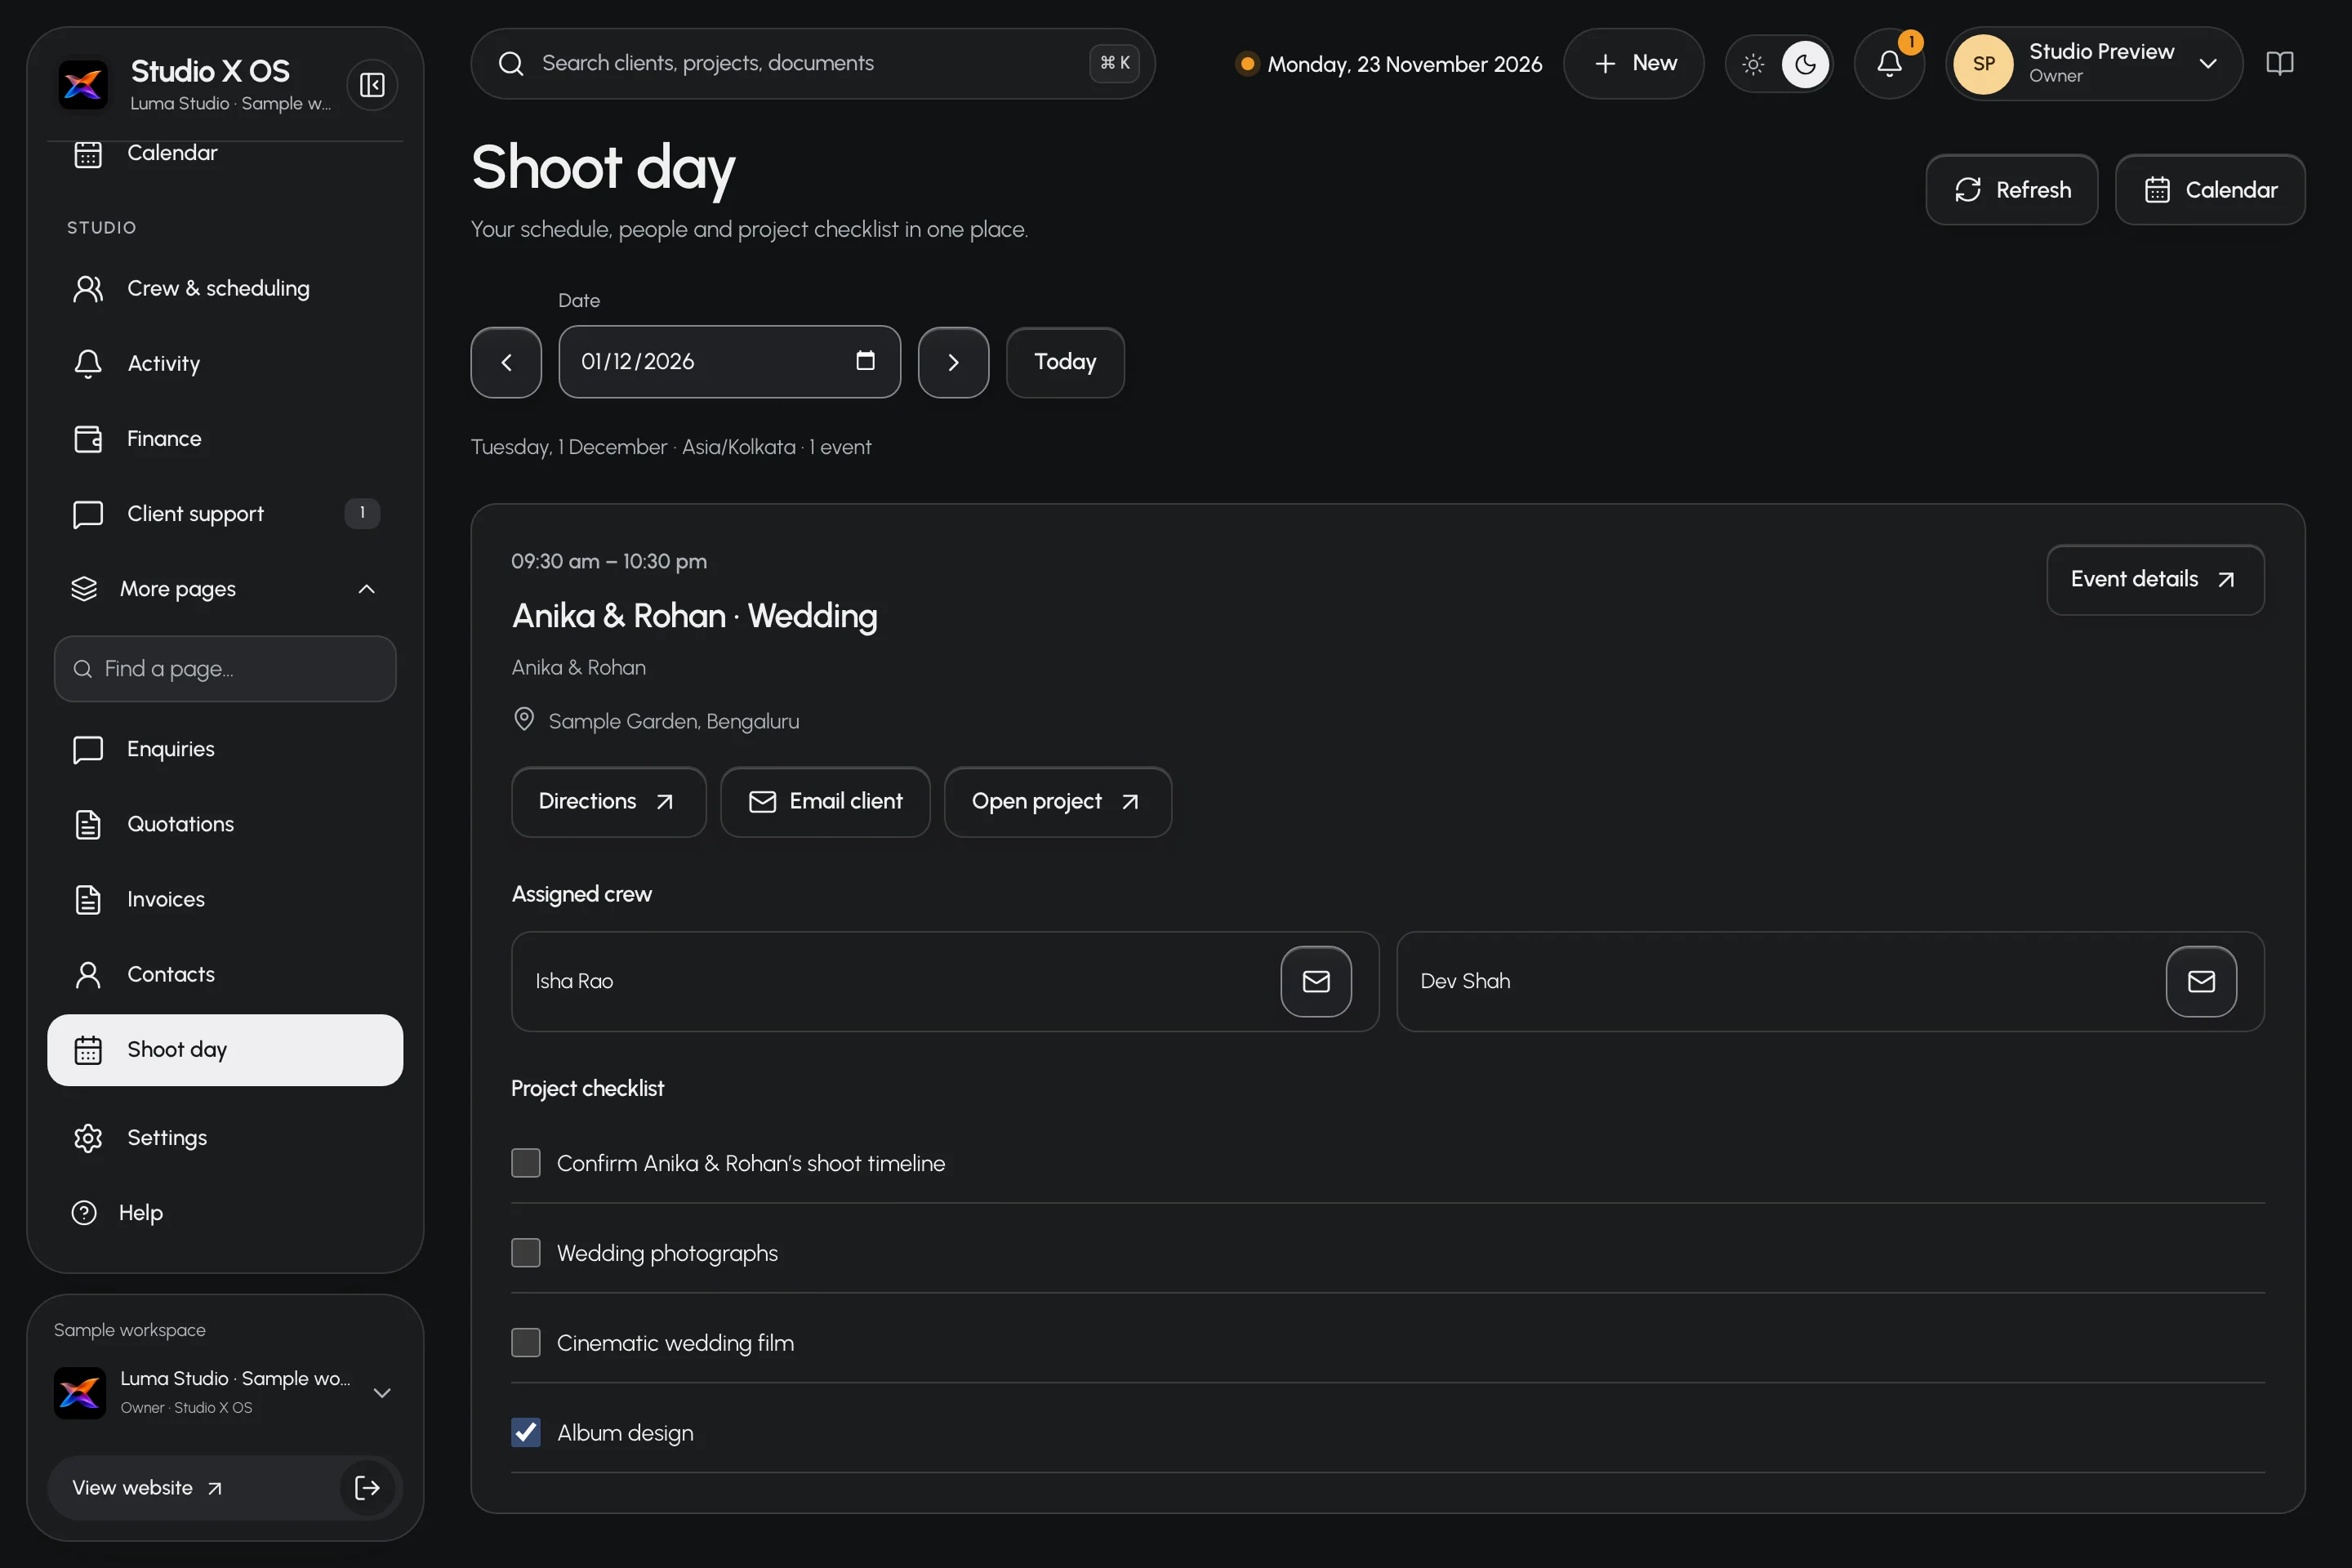 Studio X OS
Luma Studio · Sample w...
Calendar
STUDIO
Crew & scheduling
Activity
Finance
Client support
1
More pages
Find a page...
Enquiries
Quotations
Invoices
Contacts
Shoot day
Settings
Help
Sample workspace
Luma Studio · Sample wo...
Owner · Studio X OS
View website
Search clients, projects, documents
⌘ K
Monday, 23 November 2026
New
1
SP
Studio Preview
Owner
Shoot day
Your schedule, people and project checklist in one place.
Refresh
Calendar
Date
01/12/2026
Today
Tuesday, 1 December · Asia/Kolkata · 1 event
09:30 am – 10:30 pm
Event details
Anika & Rohan · Wedding
Anika & Rohan
Sample Garden, Bengaluru
Directions
Email client
Open project
Assigned crew
Isha Rao
Dev Shah
Project checklist
Confirm Anika & Rohan's shoot timeline
Wedding photographs
Cinematic wedding film
Album design